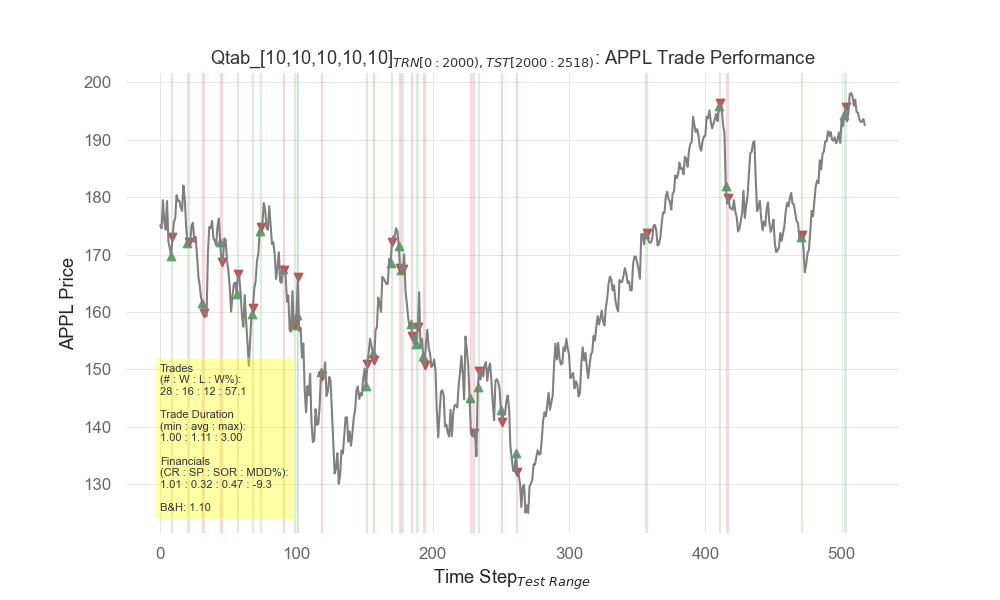 Qtab_[10,10,10,10,10]TRN[0 : 2000), TST[2000 : 2518): APPL Trade Performance
200
190
180
170
160
150
140
130
APPL Price
Trades
(# : W : L : W%):
28 : 16 : 12 : 57.1
Trade Duration
(min : avg : max):
1.00 : 1.11 : 3.00
Financials
(CR : SP : SOR : MDD%):
1.01 : 0.32 : 0.47 : -9.3
B&H: 1.10
0 100 200 300 400 500
Time StepTest Range